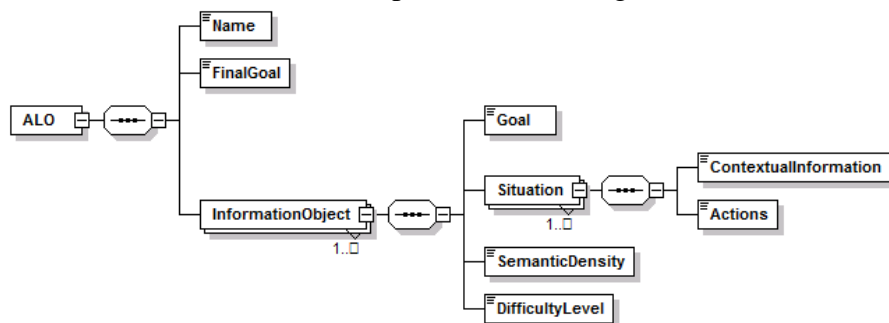 Name
FinalGoal
ALO
Goal
ContextualInformation
Situation
InformationObject
1..□
Actions
1..□
SemanticDensity
DifficultyLevel